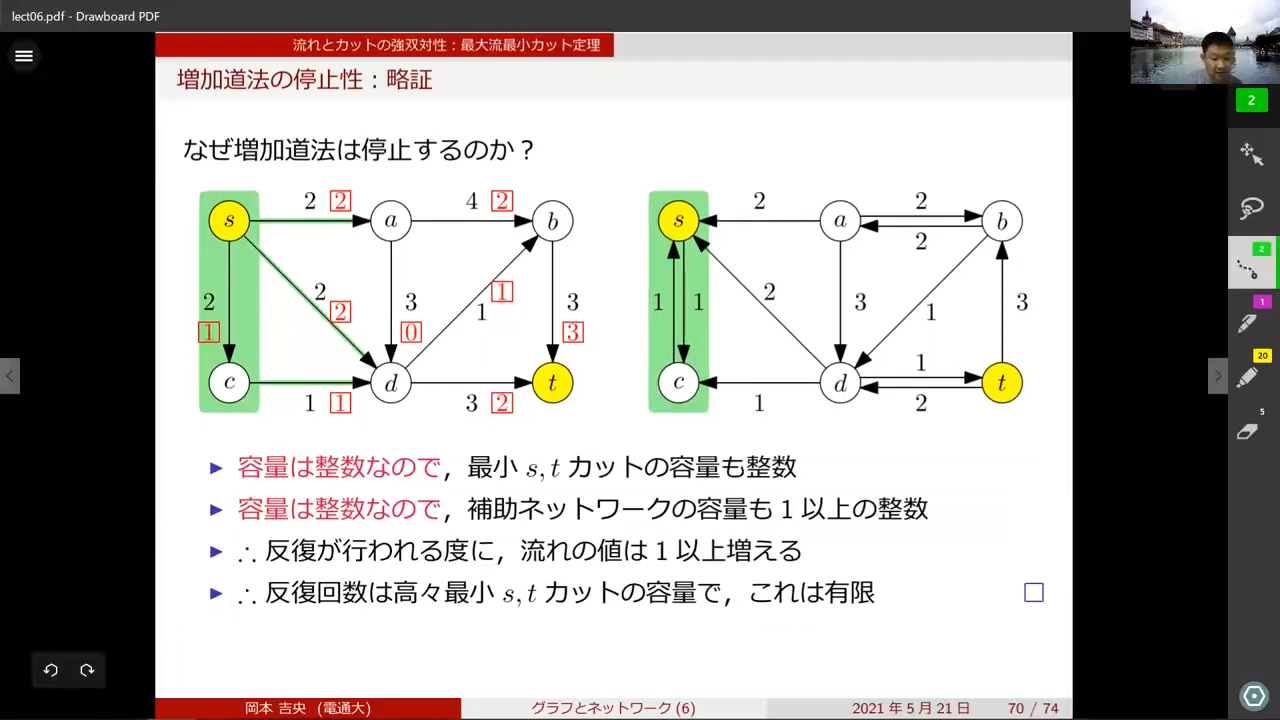 lect06.pdf - Drawboard PDF
流れとカットの強双対性：最大流最小カット定理
増加道法の停止性：略証
なぜ増加道法は停止するのか？
s 2 2 a 4 2 b
2 1 2 2 3 0 1 1 3 3
c 1 1 d 3 2 t
s 2 a 2 2 b
1 1 2 3 1 3
c 1 d 1 2 t
▶ 容量は整数なので，最小 s, t カットの容量も整数
▶ 容量は整数なので，補助ネットワークの容量も 1 以上の整数
▶ ∴ 反復が行われる度に，流れの値は 1 以上増える
▶ ∴ 反復回数は高々最小 s, t カットの容量で，これは有限 □
岡本 吉央 (電通大) グラフとネットワーク (6) 2021 年 5 月 21 日 70 / 74
2
2
1
20
5